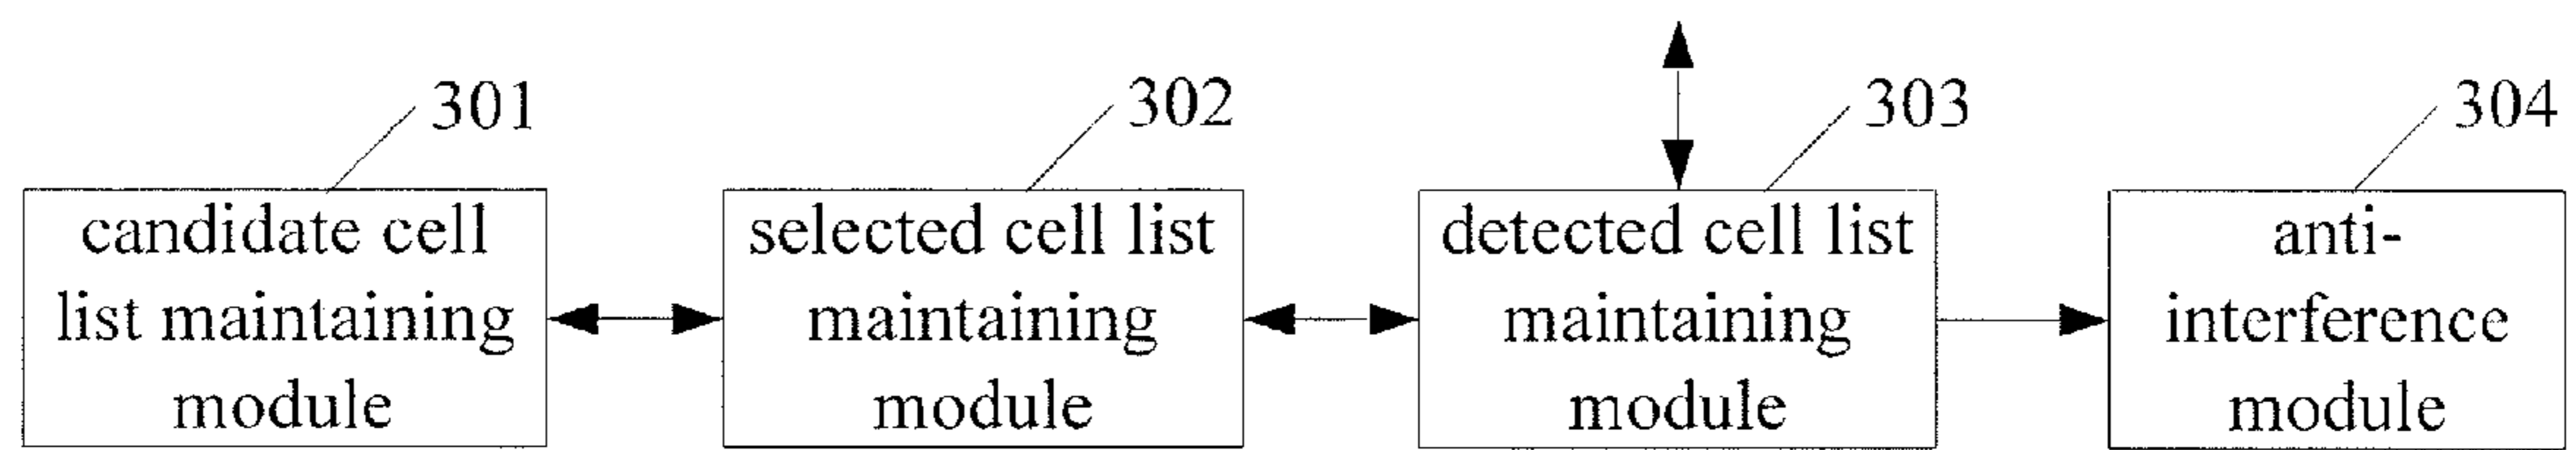 301
302
303
304
candidate cell
list maintaining
module
selected cell list
maintaining
module
detected cell list
maintaining
module
anti-
interference
module